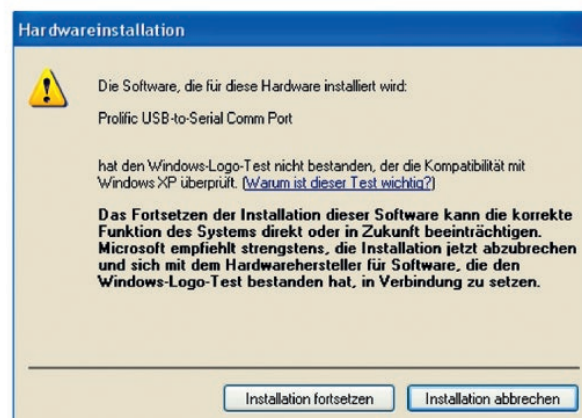 Hardwareinstallation
Die Software, die für diese Hardware installiert wird:
Prolific USB-to-Serial Comm Port
hat den Windows-Logo-Test nicht bestanden, der die Kompatibilität mit
Windows XP überprüft. (Warum ist dieser Test wichtig?)
Das Fortsetzen der Installation dieser Software kann die korrekte
Funktion des Systems direkt oder in Zukunft beeinträchtigen.
Microsoft empfiehlt strengstens, die Installation jetzt abzubrechen
und sich mit dem Hardwarehersteller für Software, die den
Windows-Logo-Test bestanden hat, in Verbindung zu setzen.
Installation fortsetzen Installation abbrechen